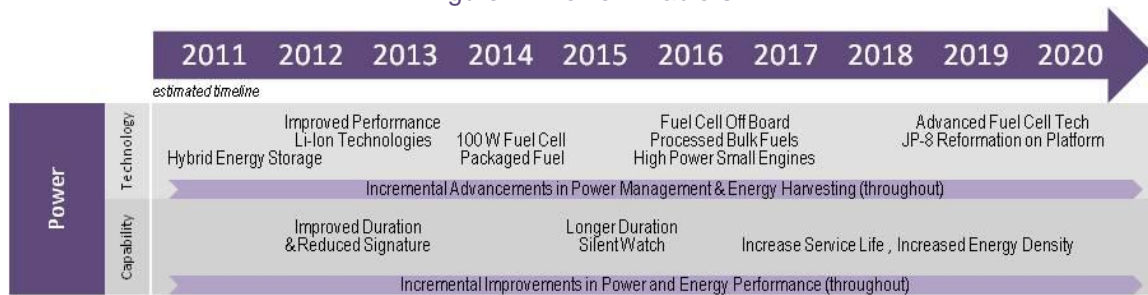 2011 2012 2013 2014 2015 2016 2017 2018 2019 2020
estimated timeline
Power
Technology
Improved Performance
Li-Ion Technologies
Hybrid Energy Storage
100 W Fuel Cell
Packaged Fuel
Fuel Cell Off Board
Processed Bulk Fuels
High Power Small Engines
Advanced Fuel Cell Tech
JP-8 Reformation on Platform
Incremental Advancements in Power Management & Energy Harvesting (throughout)
Capability
Improved Duration
& Reduced Signature
Longer Duration
Silent Watch
Increase Service Life , Increased Energy Density
Incremental Improvements in Power and Energy Performance (throughout)